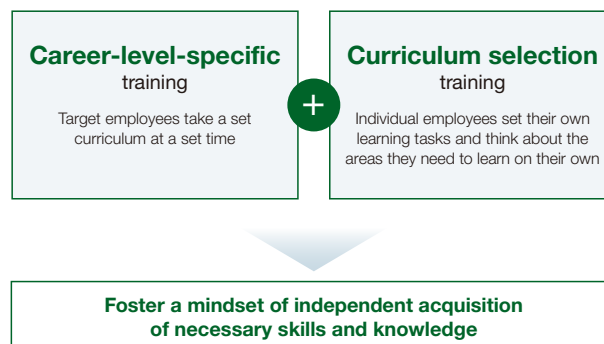 Career-level-specific
training
Target employees take a set
curriculum at a set time
+
Curriculum selection
training
Individual employees set their own
learning tasks and think about the
areas they need to learn on their own
Foster a mindset of independent acquisition
of necessary skills and knowledge